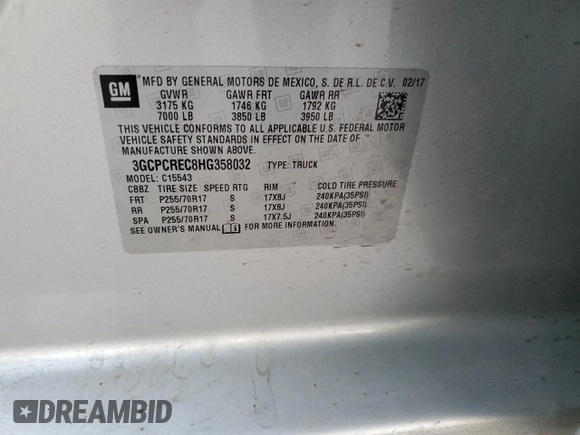 GM
MFD BY GENERAL MOTORS DE MEXICO, S. DE R.L. DE C.V. 02/17
GVWR GAWR FRT GAWR RR
3175 KG 1746 KG 1792 KG
7000 LB 3850 LB 3950 LB
THIS VEHICLE CONFORMS TO ALL APPLICABLE U.S. FEDERAL MOTOR
VEHICLE SAFETY STANDARDS IN EFFECT ON THE DATE OF
MANUFACTURE SHOWN ABOVE.
3GCPCREC8HG358032 TYPE: TRUCK
MODEL: C15543
CBBZ TIRE SIZE SPEED RTG RIM COLD TIRE PRESSURE
FRT P255/70R17 S 17X8J 240KPA(35PSI)
RR P255/70R17 S 17X8J 240KPA(35PSI)
SPA P255/70R17 S 17X7.5J 240KPA(35PSI)
SEE OWNER'S MANUAL FOR MORE INFORMATION.
DREAMBID